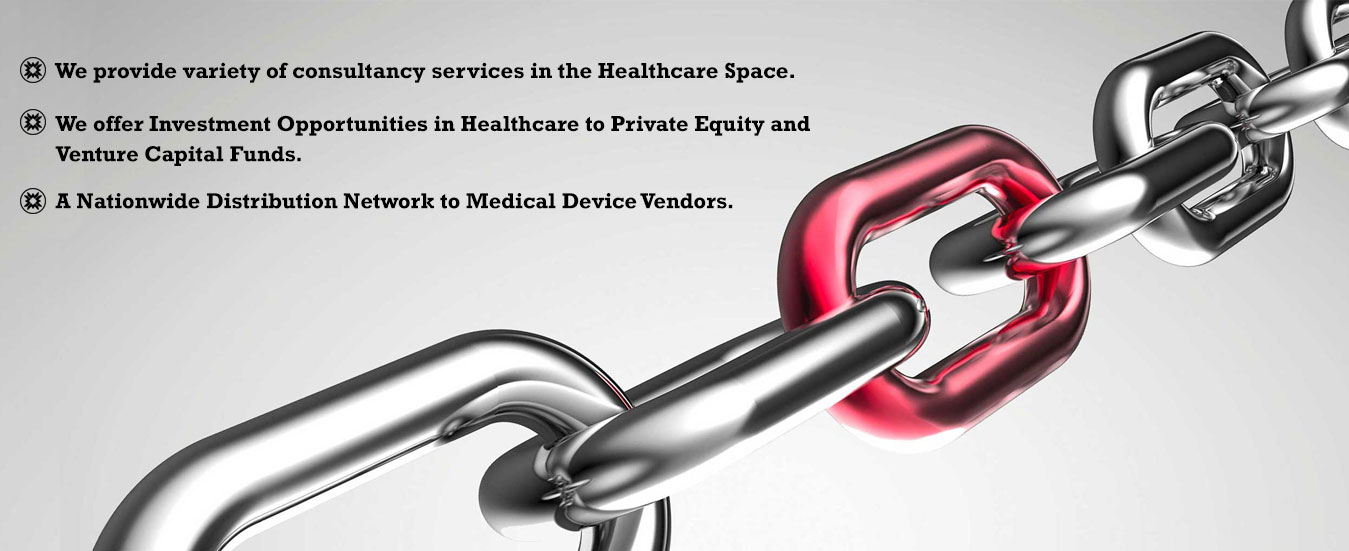 We provide variety of consultancy services in the Healthcare Space.
We offer Investment Opportunities in Healthcare to Private Equity and
Venture Capital Funds.
A Nationwide Distribution Network to Medical Device Vendors.